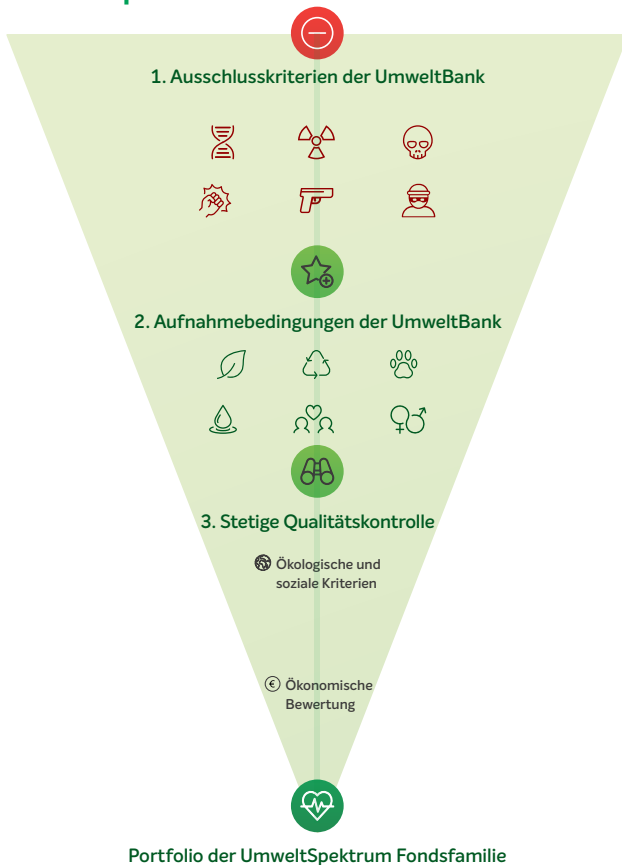 1. Ausschlusskriterien der UmweltBank
2. Aufnahmebedingungen der UmweltBank
3. Stetige Qualitätskontrolle
Ökologische und
soziale Kriterien
€ Ökonomische
Bewertung
Portfolio der UmweltSpektrum Fondsfamilie